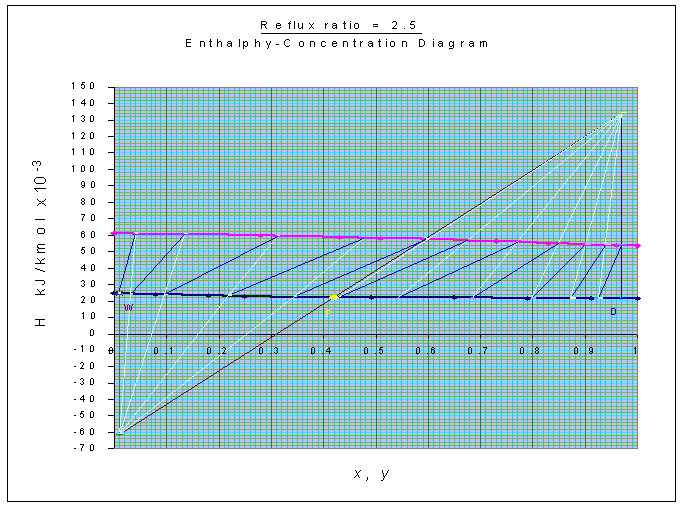 Reflux ratio = 2.5
Enthalphy-Concentration Diagram
150
140
130
120
110
100
90
80
70
60
50
40
30
20
10
0
-10
-20
-30
-40
-50
-60
-70
H kJ/kmol x10-3
W
F
D
0 0.1 0.2 0.3 0.4 0.5 0.6 0.7 0.8 0.9 1
x, y